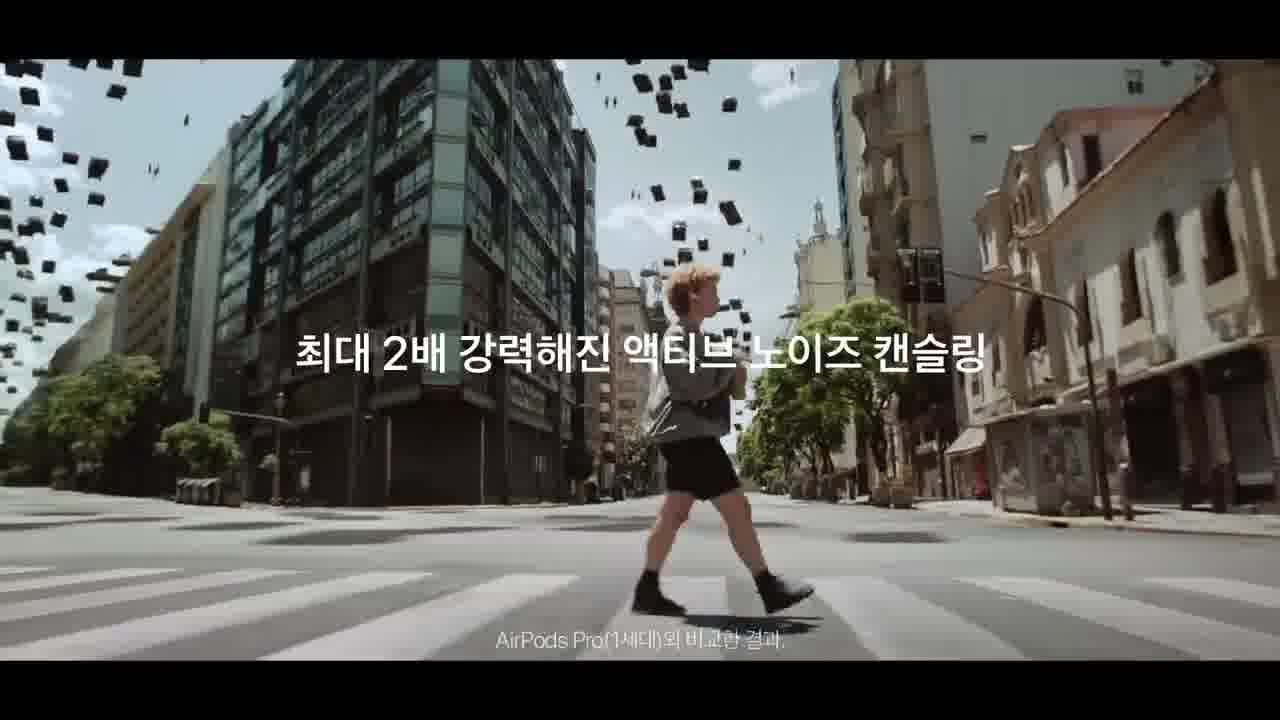 최대 2배 강력해진 액티브 노이즈 캔슬링
AirPods Pro(1세대)와 비교한 결과.